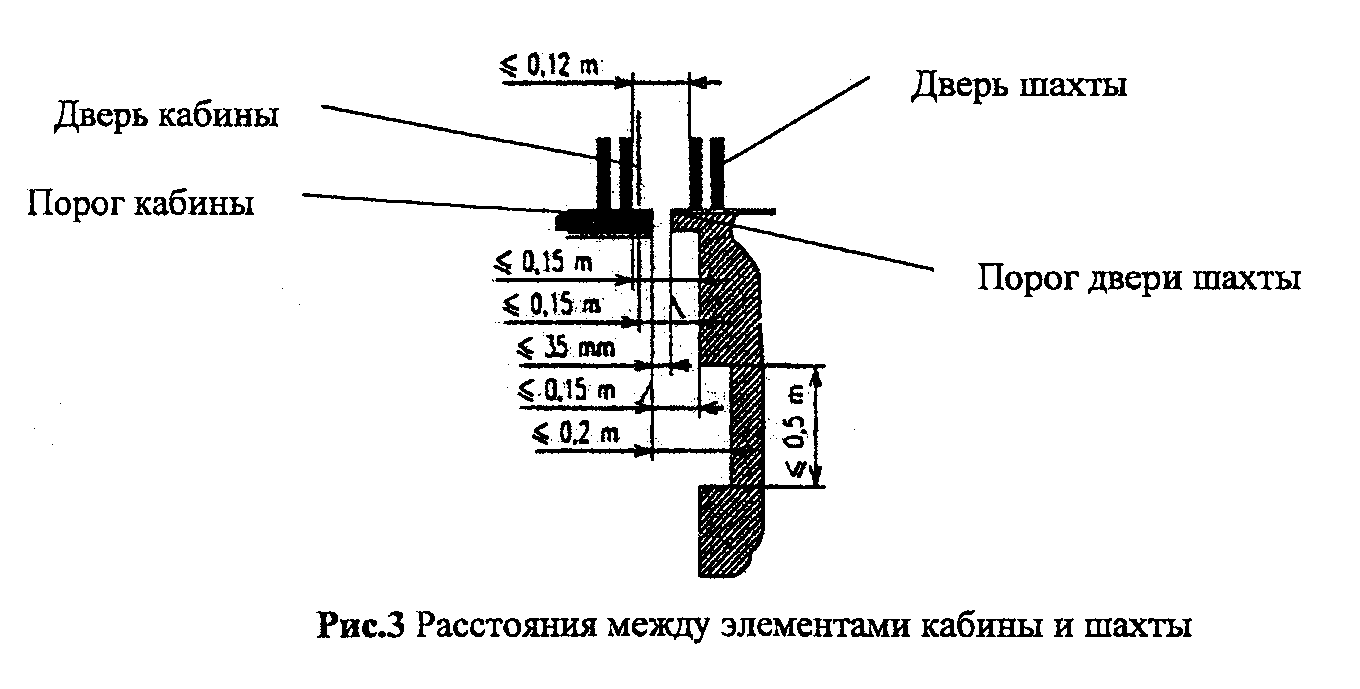 ≤ 0,12 m
Дверь шахты
Дверь кабины
Порог кабины
≤ 0,15 m
Порог двери шахты
≤ 0,15 m
≤ 35 mm
≤ 0,15 m
≤ 0,2 m
≤ 0,5 m
Рис.3 Расстояния между элементами кабины и шахты